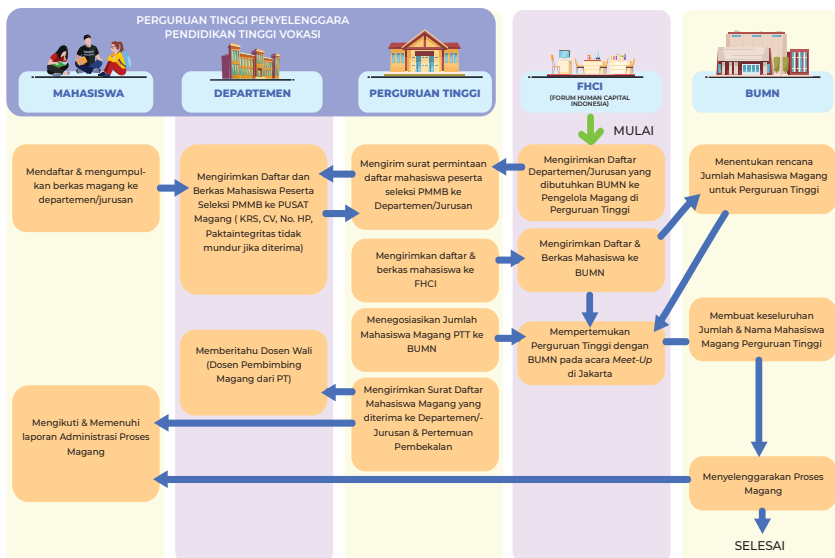 PERGURUAN TINGGI PENYELENGGARA
PENDIDIKAN TINGGI VOKASI
MAHASISWA
DEPARTEMEN
PERGURUAN TINGGI
FHCI
(FORUM HUMAN CAPITAL
INDONESIA)
BUMN
MULAI
Mendaftar & mengumpul-
kan berkas magang ke
departemen/jurusan
Mengirimkan Daftar dan
Berkas Mahasiswa Peserta
Seleksi PMMB ke PUSAT
Magang ( KRS, CV, No. HP,
Paktaintegritas tidak
mundur jika diterima)
Mengirim surat permintaan
daftar mahasiswa peserta
seleksi PMMB ke
Departemen/Jurusan
Mengirimkan Daftar
Departemen/Jurusan yang
dibutuhkan BUMN ke
Pengelola Magang di
Perguruan Tinggi
Menentukan rencana
Jumlah Mahasiswa Magang
untuk Perguruan Tinggi
Mengirimkan daftar &
berkas mahasiswa ke
FHCI
Mengirimkan Daftar &
Berkas Mahasiswa ke
BUMN
Menegosiasikan Jumlah
Mahasiswa Magang PTT ke
BUMN
Mempertemukan
Perguruan Tinggi dengan
BUMN pada acara Meet-Up
di Jakarta
Membuat keseluruhan
Jumlah & Nama Mahasiswa
Magang Perguruan Tinggi
Memberitahu Dosen Wali
(Dosen Pembimbing
Magang dari PT)
Mengirimkan Surat Daftar
Mahasiswa Magang yang
diterima ke Departemen/-
Jurusan & Pertemuan
Pembekalan
Mengikuti & Memenuhi
laporan Administrasi Proses
Magang
Menyelenggarakan Proses
Magang
SELESAI